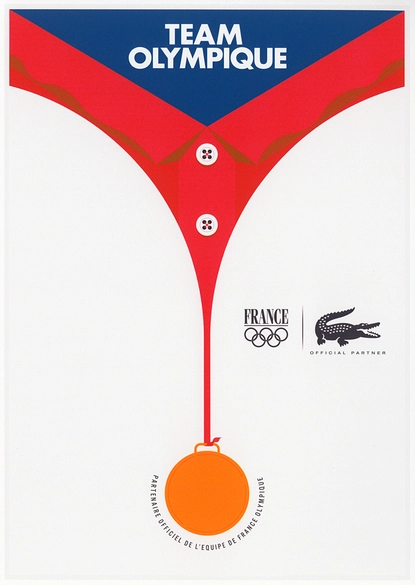 TEAM
OLYMPIQUE
FRANCE
OFFICIAL PARTNER
PARTENAIRE OFFICIEL DE L'EQUIPE DE FRANCE OLYMPIQUE